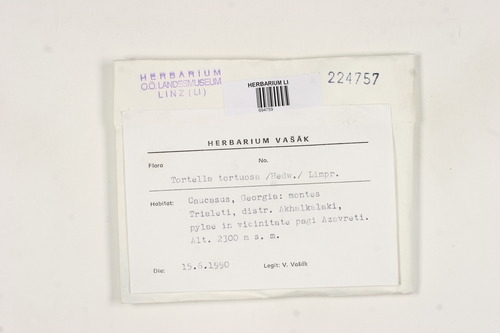 HERBARIUM
O.Ö. LANDESMUSEUM
LINZ (LI)
HERBARIUM LI
224757
HERBARIUM VAŠÁK
Flora No.
Tortella tortuosa /Hedw./ Limpr.
Habitat: Caucasus, Georgia: montes
Trialeti, distr. Akhalkalaki,
pylae in vicinitate pagi Azavreti.
Alt. 2300 m s. m.
Die: 15.6.1990 Legit: V. Vašák